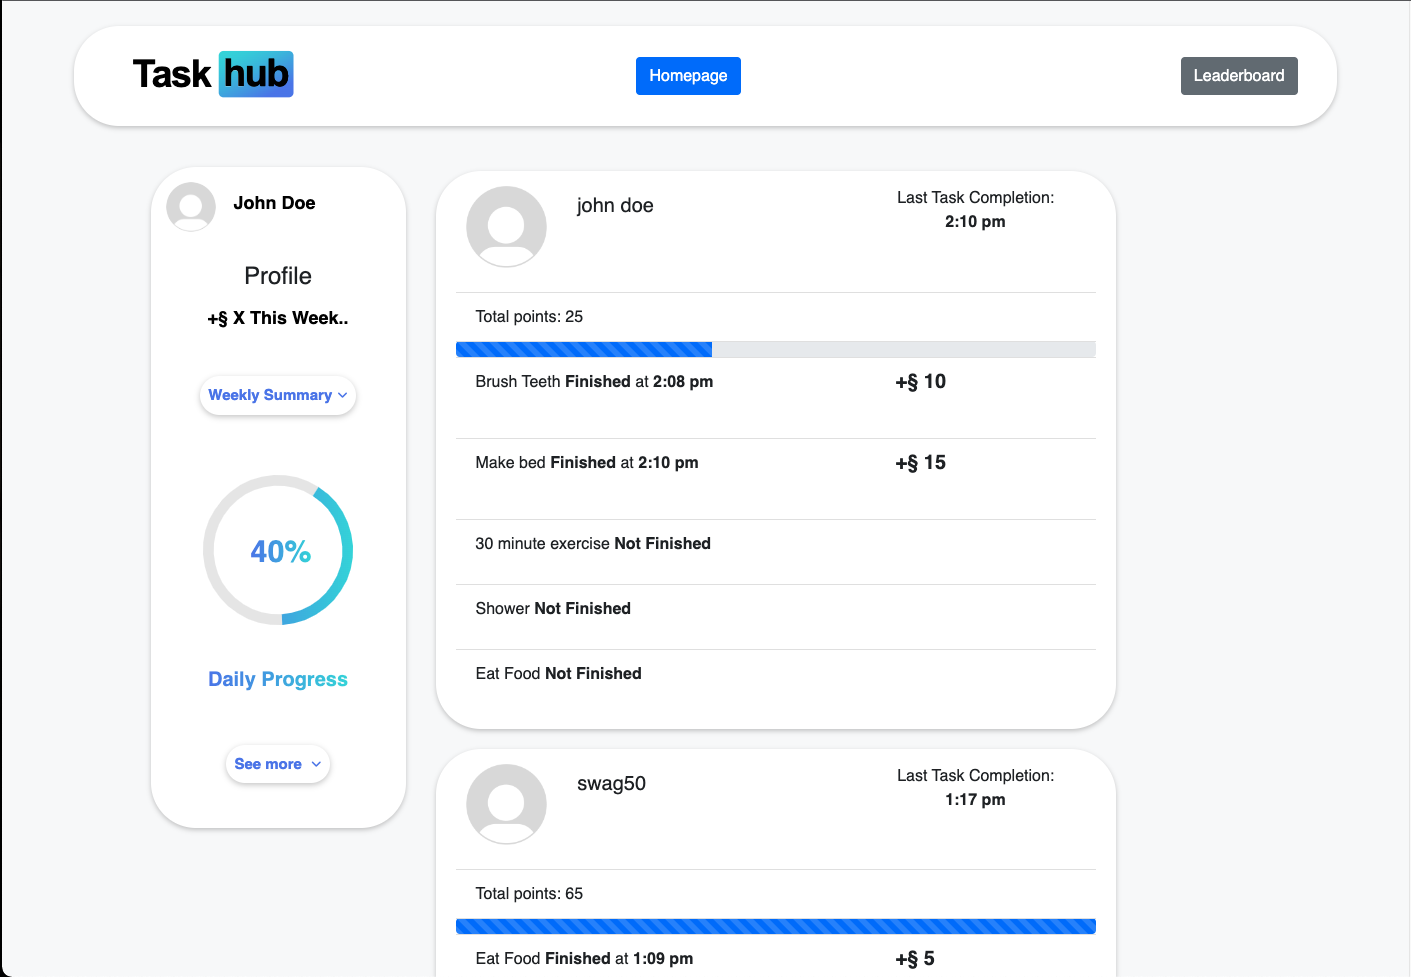 Task hub
Homepage
Leaderboard
John Doe
Profile
+§ X This Week..
Weekly Summary
40%
Daily Progress
See more
john doe
Last Task Completion:
2:10 pm
Total points: 25
Brush Teeth Finished at 2:08 pm
+§ 10
Make bed Finished at 2:10 pm
+§ 15
30 minute exercise Not Finished
Shower Not Finished
Eat Food Not Finished
swag50
Last Task Completion:
1:17 pm
Total points: 65
Eat Food Finished at 1:09 pm
+§ 5